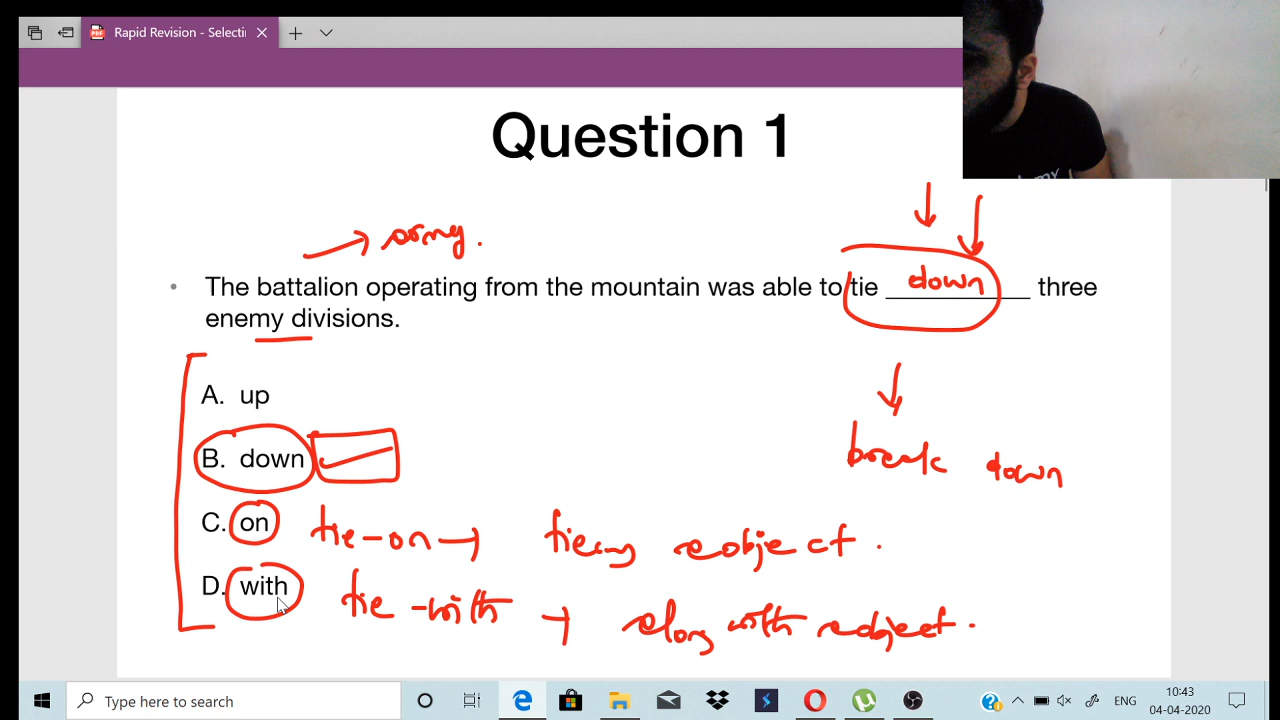 Rapid Revision - Selecti
Question 1
army.
• The battalion operating from the mountain was able to tie down three
enemy divisions.
A. up
B. down
break down
C. on tie-on → tieing object.
D. with tie-with → along with object.
Type here to search
ENG
10:43
04-04-2020